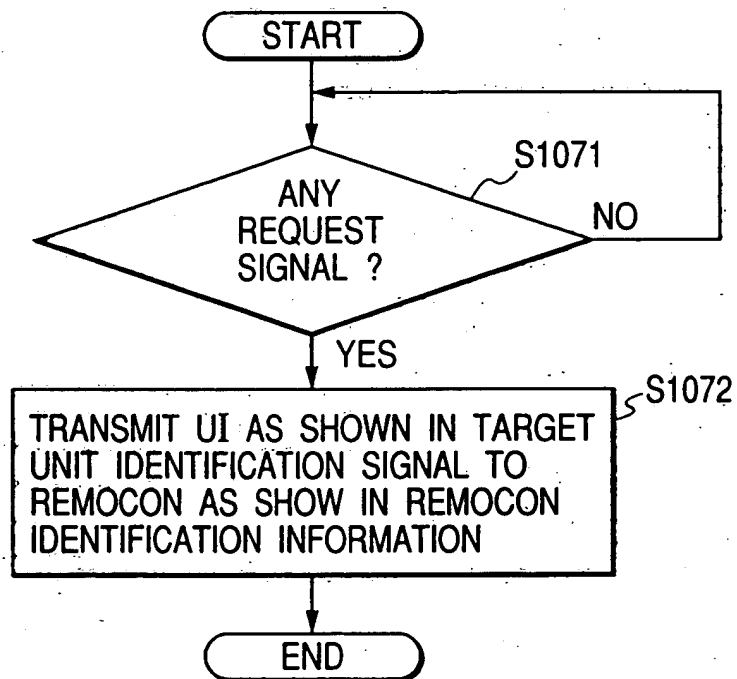 START
S1071
ANY
REQUEST
SIGNAL ?
NO
YES
S1072
TRANSMIT UI AS SHOWN IN TARGET
UNIT IDENTIFICATION SIGNAL TO
REMOCON AS SHOW IN REMOCON
IDENTIFICATION INFORMATION
END